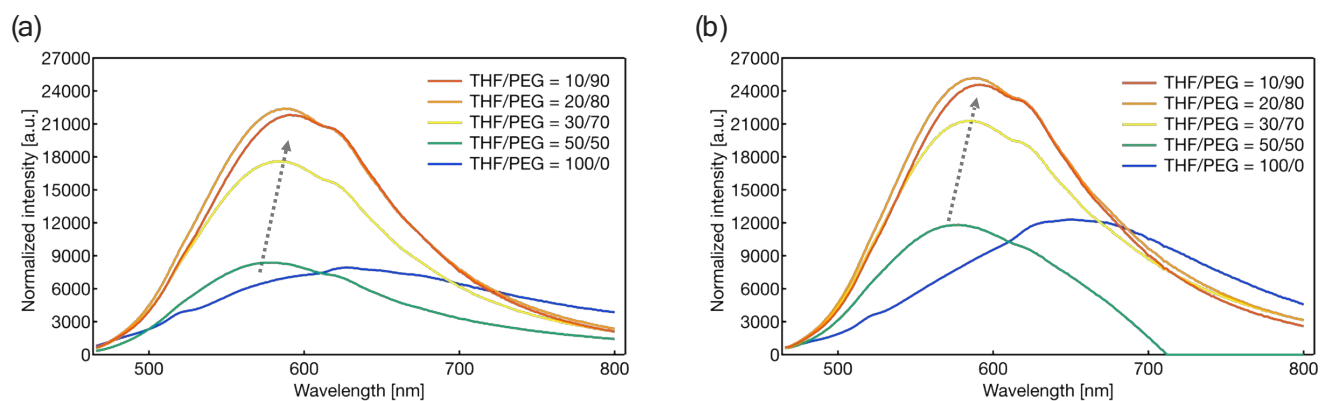 (a)
27000
24000
21000
18000
15000
12000
9000
6000
3000
0
Normalized intensity [a.u.]
THF/PEG = 10/90
THF/PEG = 20/80
THF/PEG = 30/70
THF/PEG = 50/50
THF/PEG = 100/0
500 600 700 800
Wavelength [nm]
(b)
27000
24000
21000
18000
15000
12000
9000
6000
3000
0
Normalized intensity [a.u.]
THF/PEG = 10/90
THF/PEG = 20/80
THF/PEG = 30/70
THF/PEG = 50/50
THF/PEG = 100/0
500 600 700 800
Wavelength [nm]